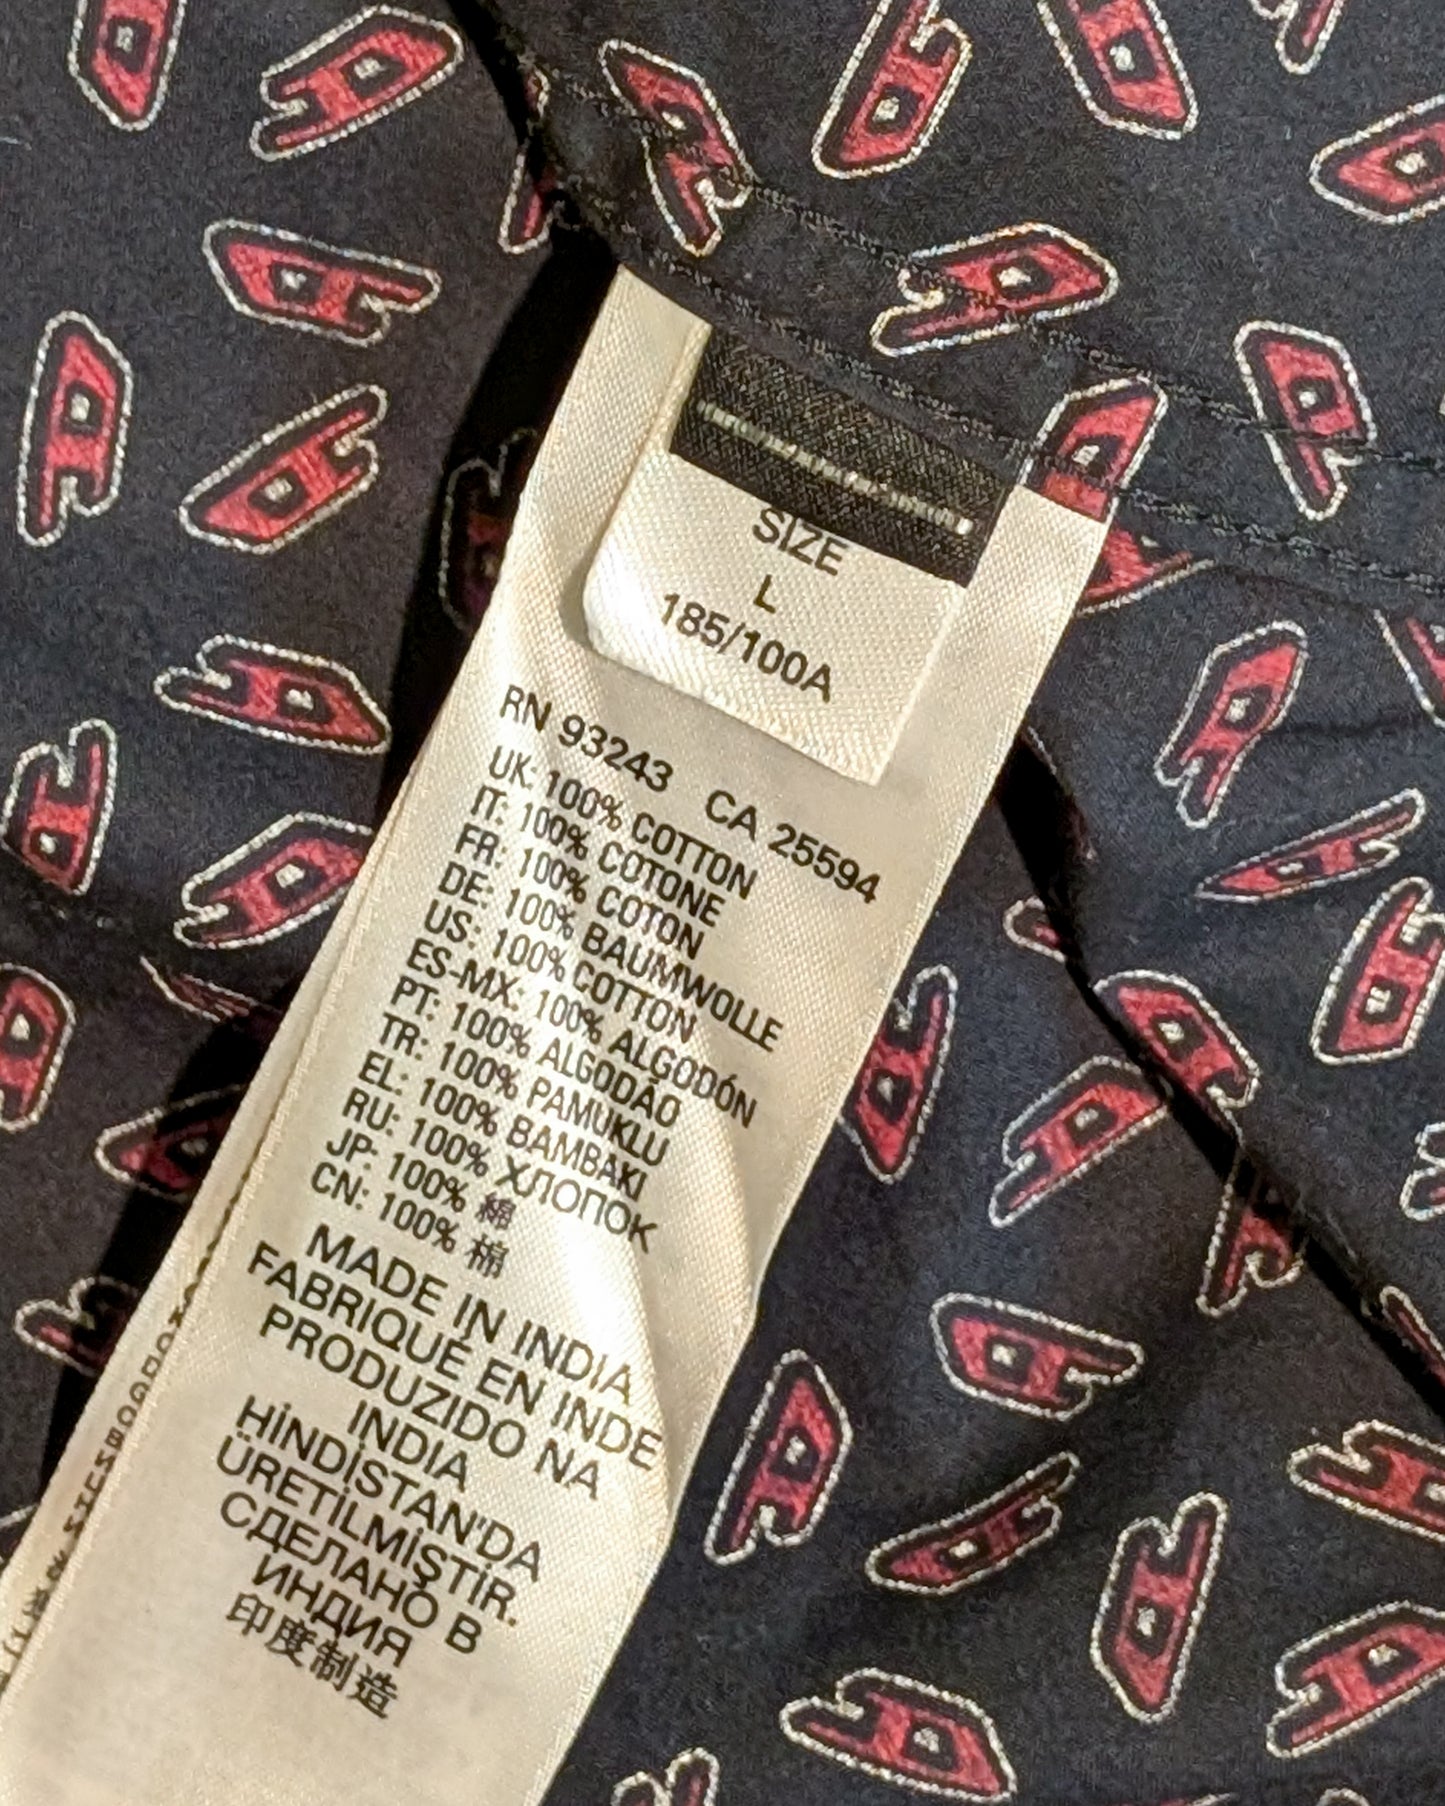 SIZE
L
185/100A
RN 93243 CA 25594
UK: 100% COTTON
IT: 100% COTONE
FR: 100% COTON
DE: 100% BAUMWOLLE
US: 100% COTTON
ES-MX: 100% ALGODÓN
PT: 100% ALGODÃO
TR: 100% PAMUKLU
EL: 100% BAMBAKI
RU: 100% ХЛОПОК
JP: 100% 綿
CN: 100% 棉
MADE IN INDIA
FABRIQUÉ EN INDE
PRODUZIDO NA
INDIA
HİNDİSTAN'DA
ÜRETİLMİŞTİR.
СДЕЛАНО В
ИНДИЯ
印度制造